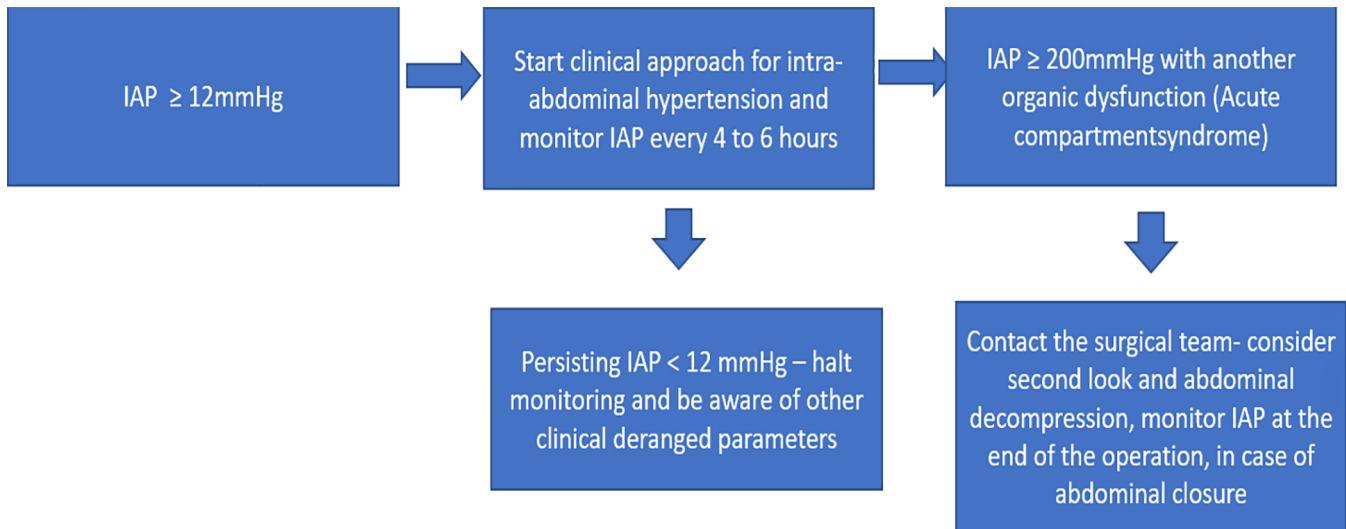 IAP ≥ 12mmHg
Start clinical approach for intra-
abdominal hypertension and
monitor IAP every 4 to 6 hours
IAP ≥ 200mmHg with another
organic dysfunction (Acute
compartmentsyndrome)
Persisting IAP < 12 mmHg – halt
monitoring and be aware of other
clinical deranged parameters
Contact the surgical team- consider
second look and abdominal
decompression, monitor IAP at the
end of the operation, in case of
abdominal closure